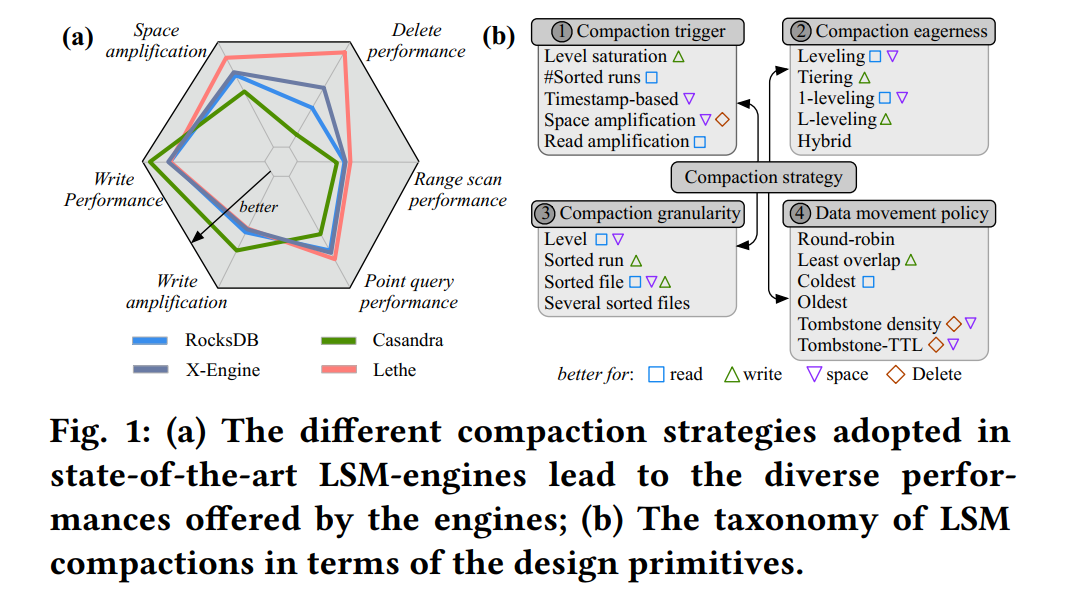 (a)
Space
amplification
Delete
performance
Write
Performance
Range scan
performance
better
Write
amplification
Point query
performance
RocksDB
Casandra
X-Engine
Lethe
(b)
1 Compaction trigger
Level saturation △
#Sorted runs □
Timestamp-based ▽
Space amplification ▽ ◇
Read amplification □
2 Compaction eagerness
Leveling □ ▽
Tiering △
1-leveling □ ▽
L-leveling △
Hybrid
Compaction strategy
3 Compaction granularity
Level □ ▽
Sorted run △
Sorted file □ ▽ △
Several sorted files
4 Data movement policy
Round-robin
Least overlap △
Coldest □
Oldest
Tombstone density ◇ ▽
Tombstone-TTL ◇ ▽
better for: □ read △ write ▽ space ◇ Delete
Fig. 1: (a) The different compaction strategies adopted in
state-of-the-art LSM-engines lead to the diverse perfor-
mances offered by the engines; (b) The taxonomy of LSM
compactions in terms of the design primitives.